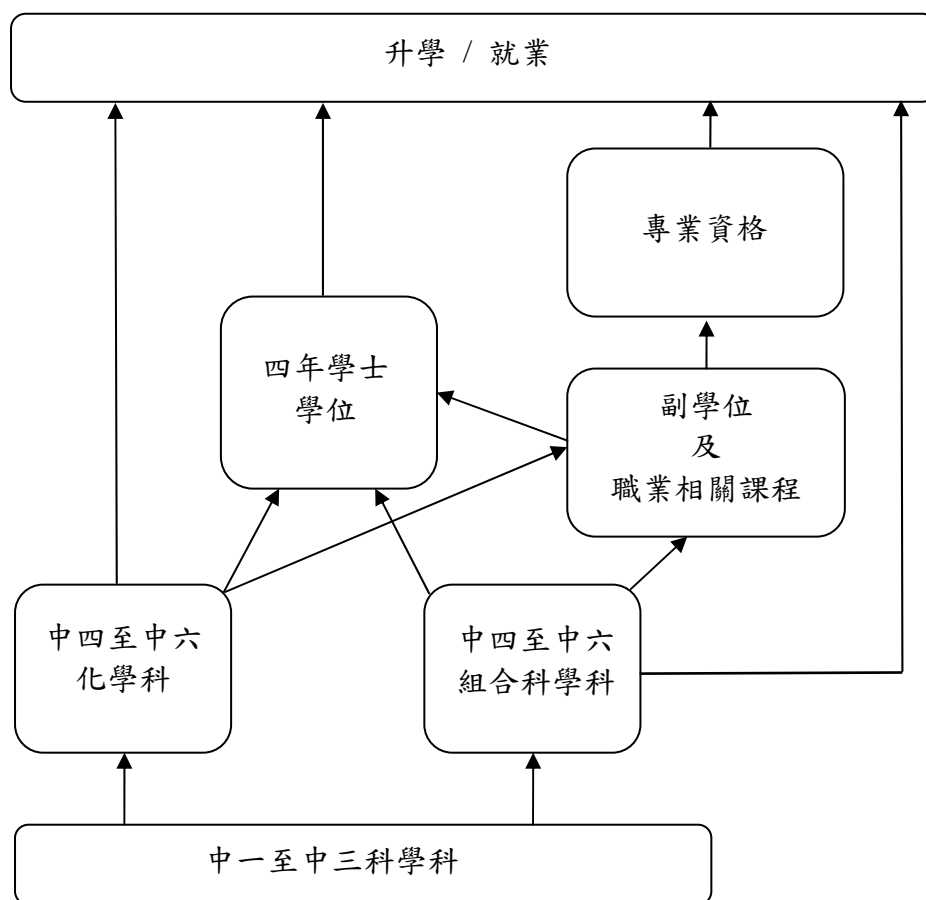 升學 / 就業
專業資格
四年學士
學位
副學位
及
職業相關課程
中四至中六
化學科
中四至中六
組合科學科
中一至中三科學科